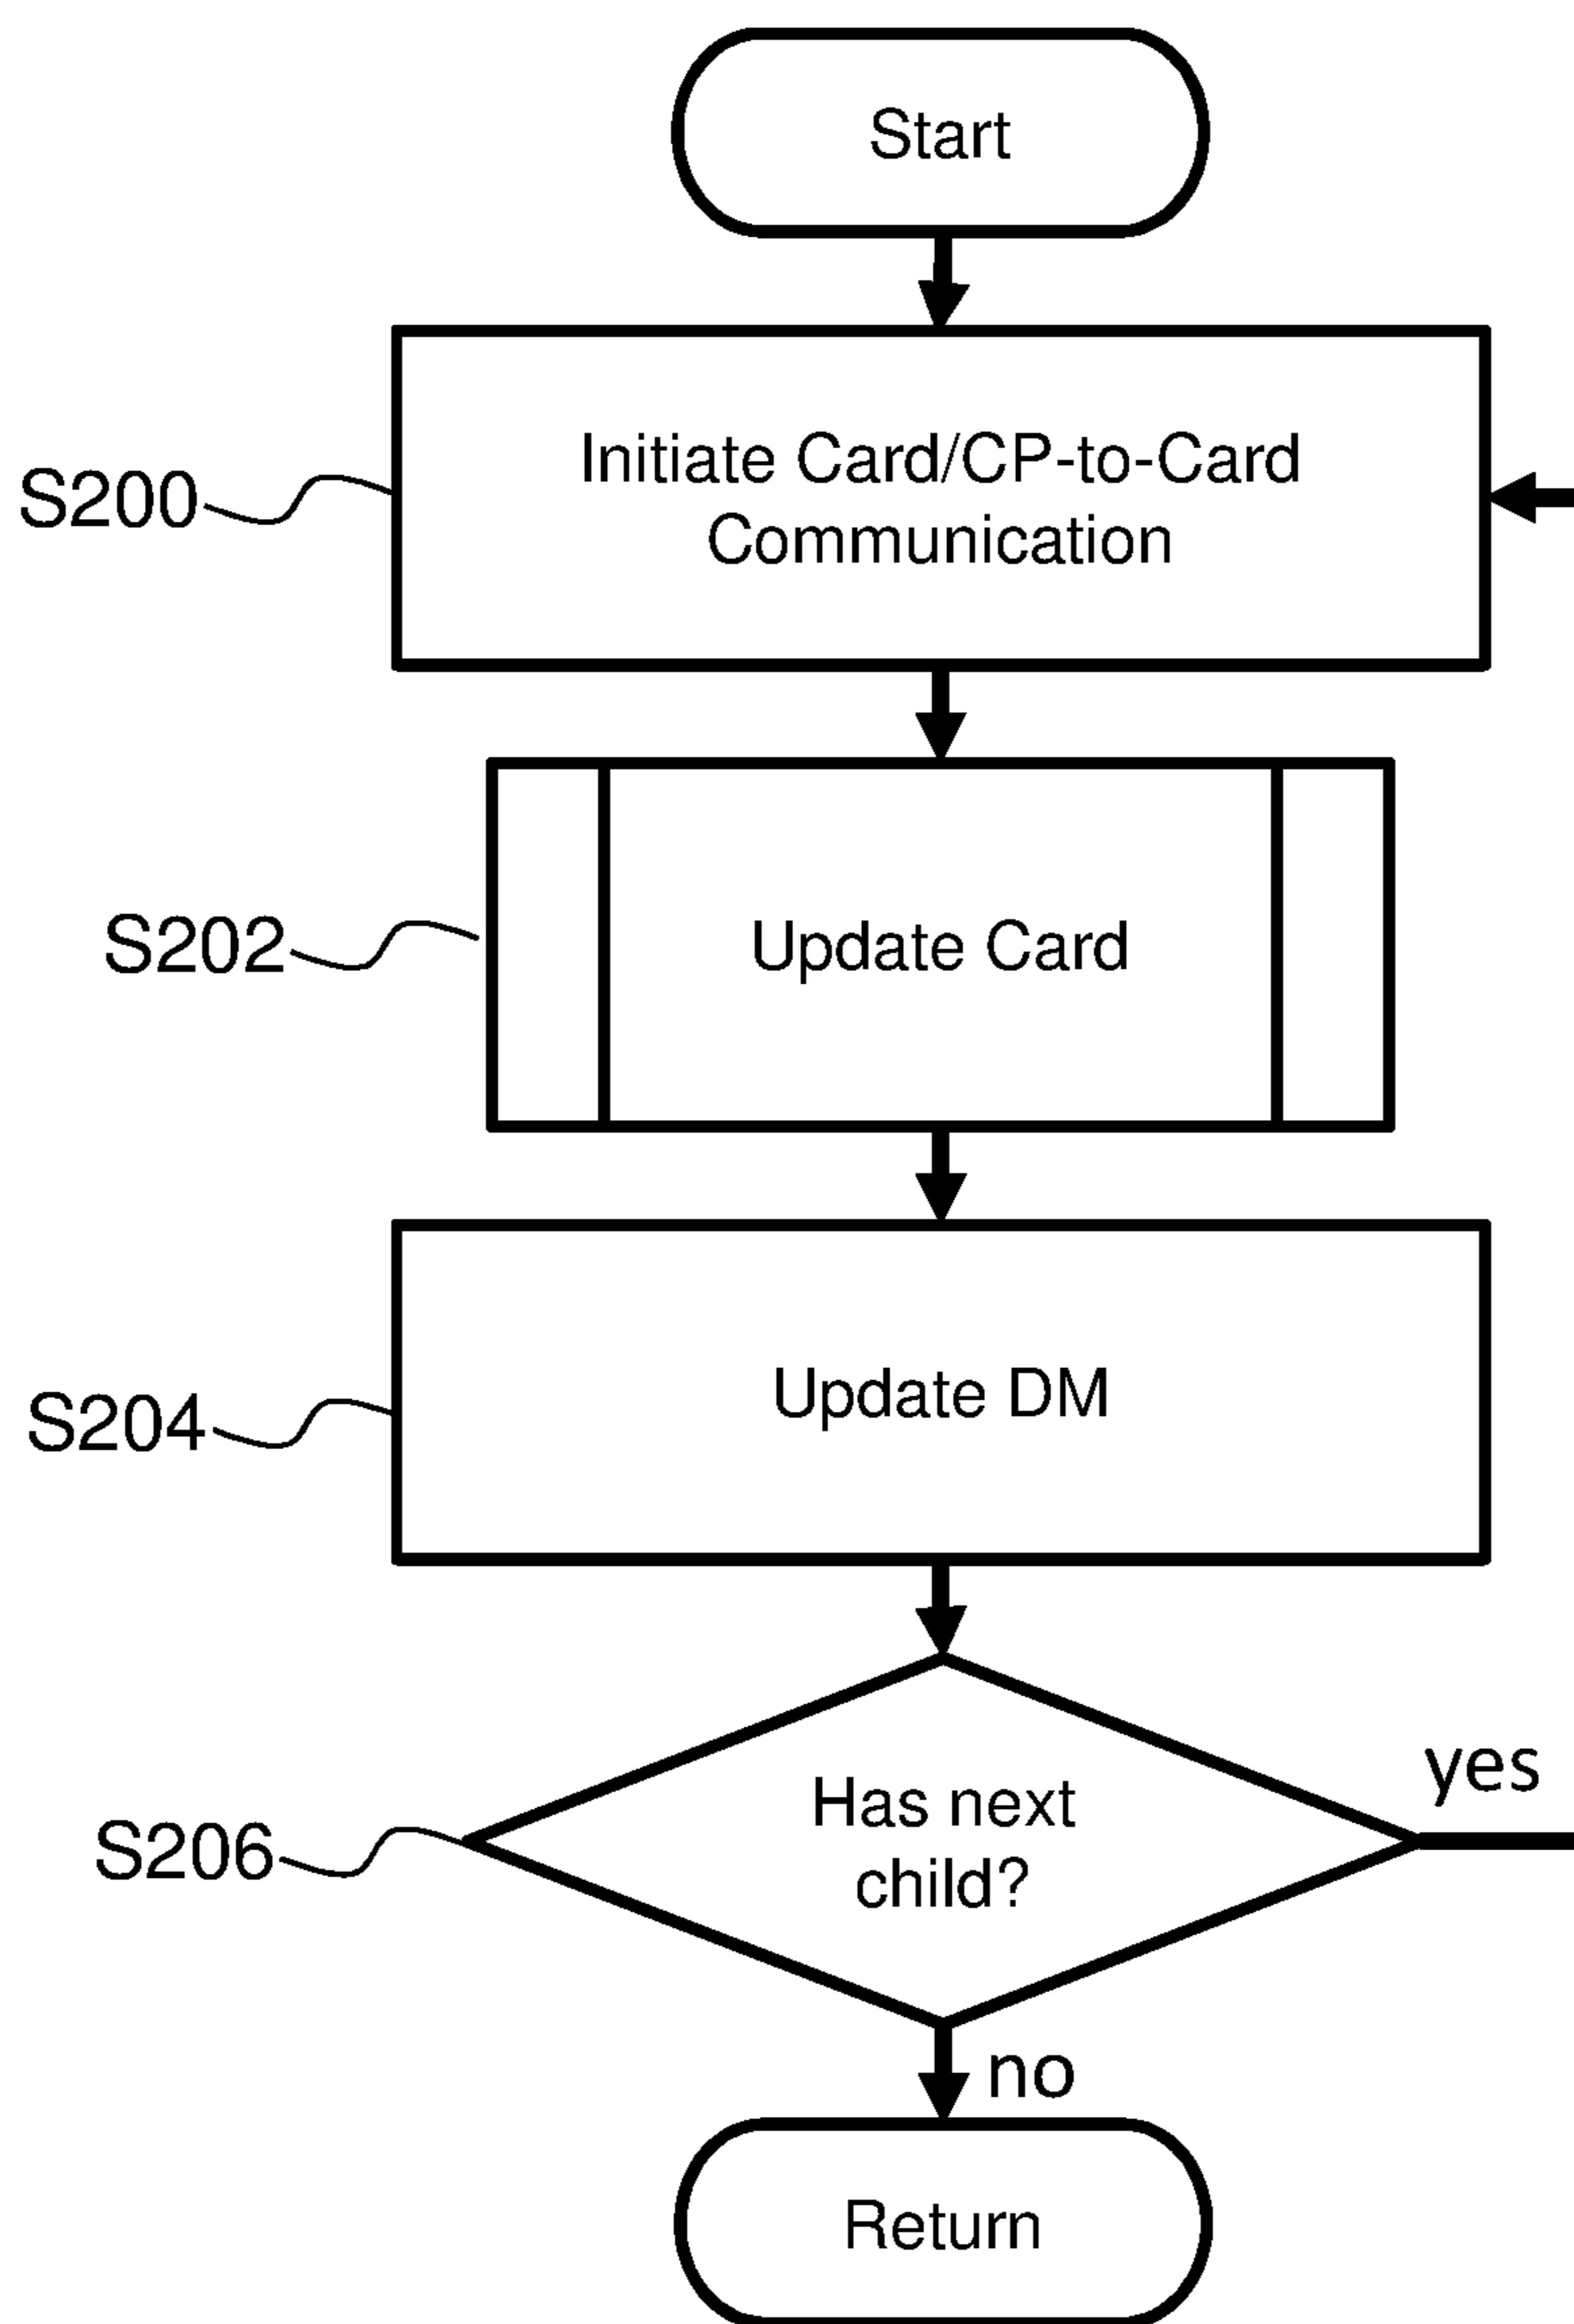 Start
Initiate Card/CP-to-Card
Communication
S200
Update Card
S202
Update DM
S204
Has next
child?
S206
yes
no
Return